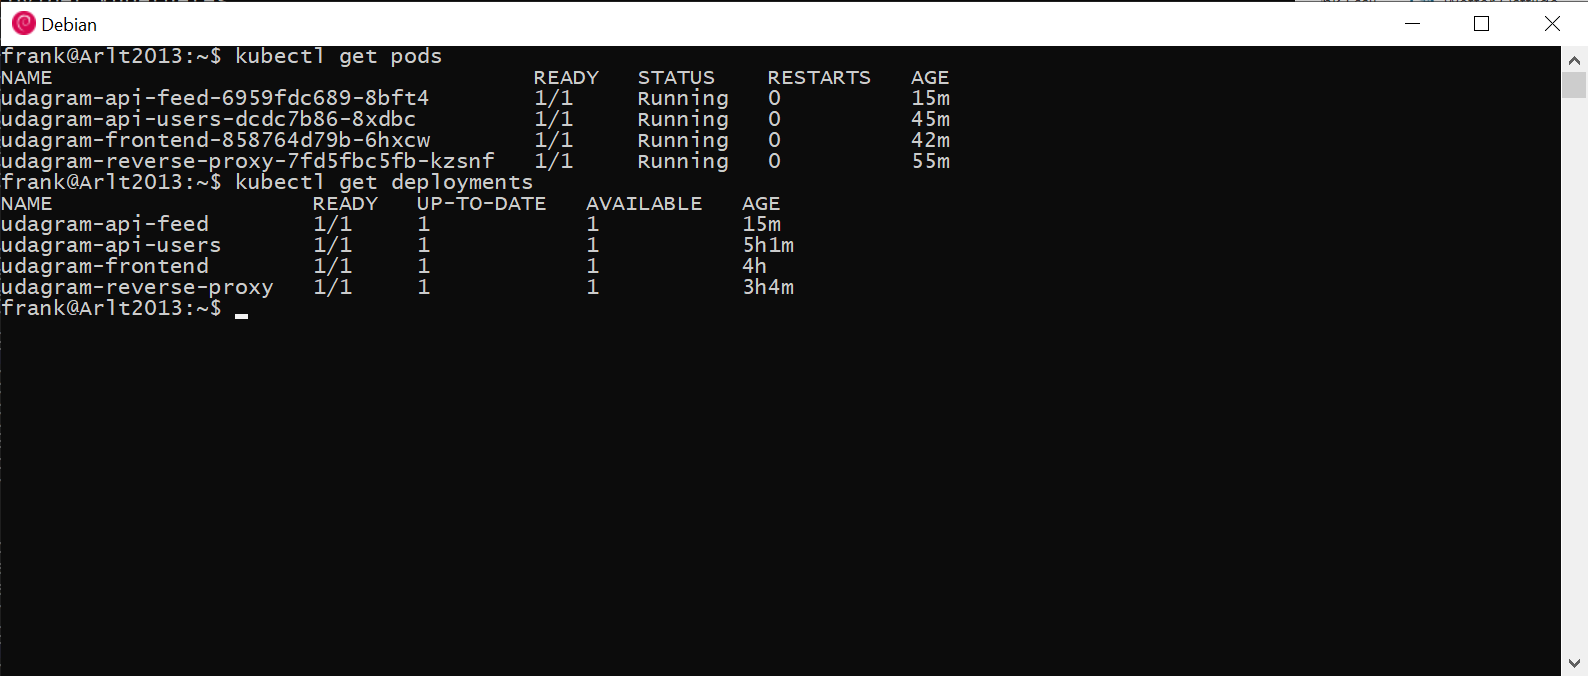 Debian
frank@Arlt2013:~$ kubectl get pods
NAME                                     READY   STATUS    RESTARTS   AGE
udagram-api-feed-6959fdc689-8bft4        1/1     Running   0          15m
udagram-api-users-dcdc7b86-8xdbc         1/1     Running   0          45m
udagram-frontend-858764d79b-6hxcw        1/1     Running   0          42m
udagram-reverse-proxy-7fd5fbc5fb-kzsnf   1/1     Running   0          55m
frank@Arlt2013:~$ kubectl get deployments
NAME                    READY   UP-TO-DATE   AVAILABLE   AGE
udagram-api-feed        1/1     1            1           15m
udagram-api-users       1/1     1            1           5h1m
udagram-frontend        1/1     1            1           4h
udagram-reverse-proxy   1/1     1            1           3h4m
frank@Arlt2013:~$